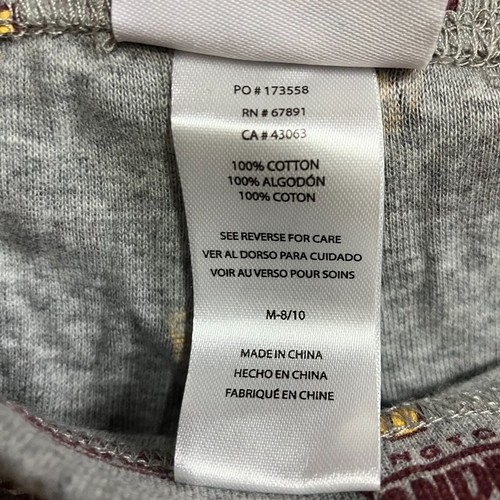 PO # 173558
RN # 67891
CA # 43063
100% COTTON
100% ALGODÓN
100% COTON
SEE REVERSE FOR CARE
VER AL DORSO PARA CUIDADO
VOIR AU VERSO POUR SOINS
M-8/10
MADE IN CHINA
HECHO EN CHINA
FABRIQUÉ EN CHINE